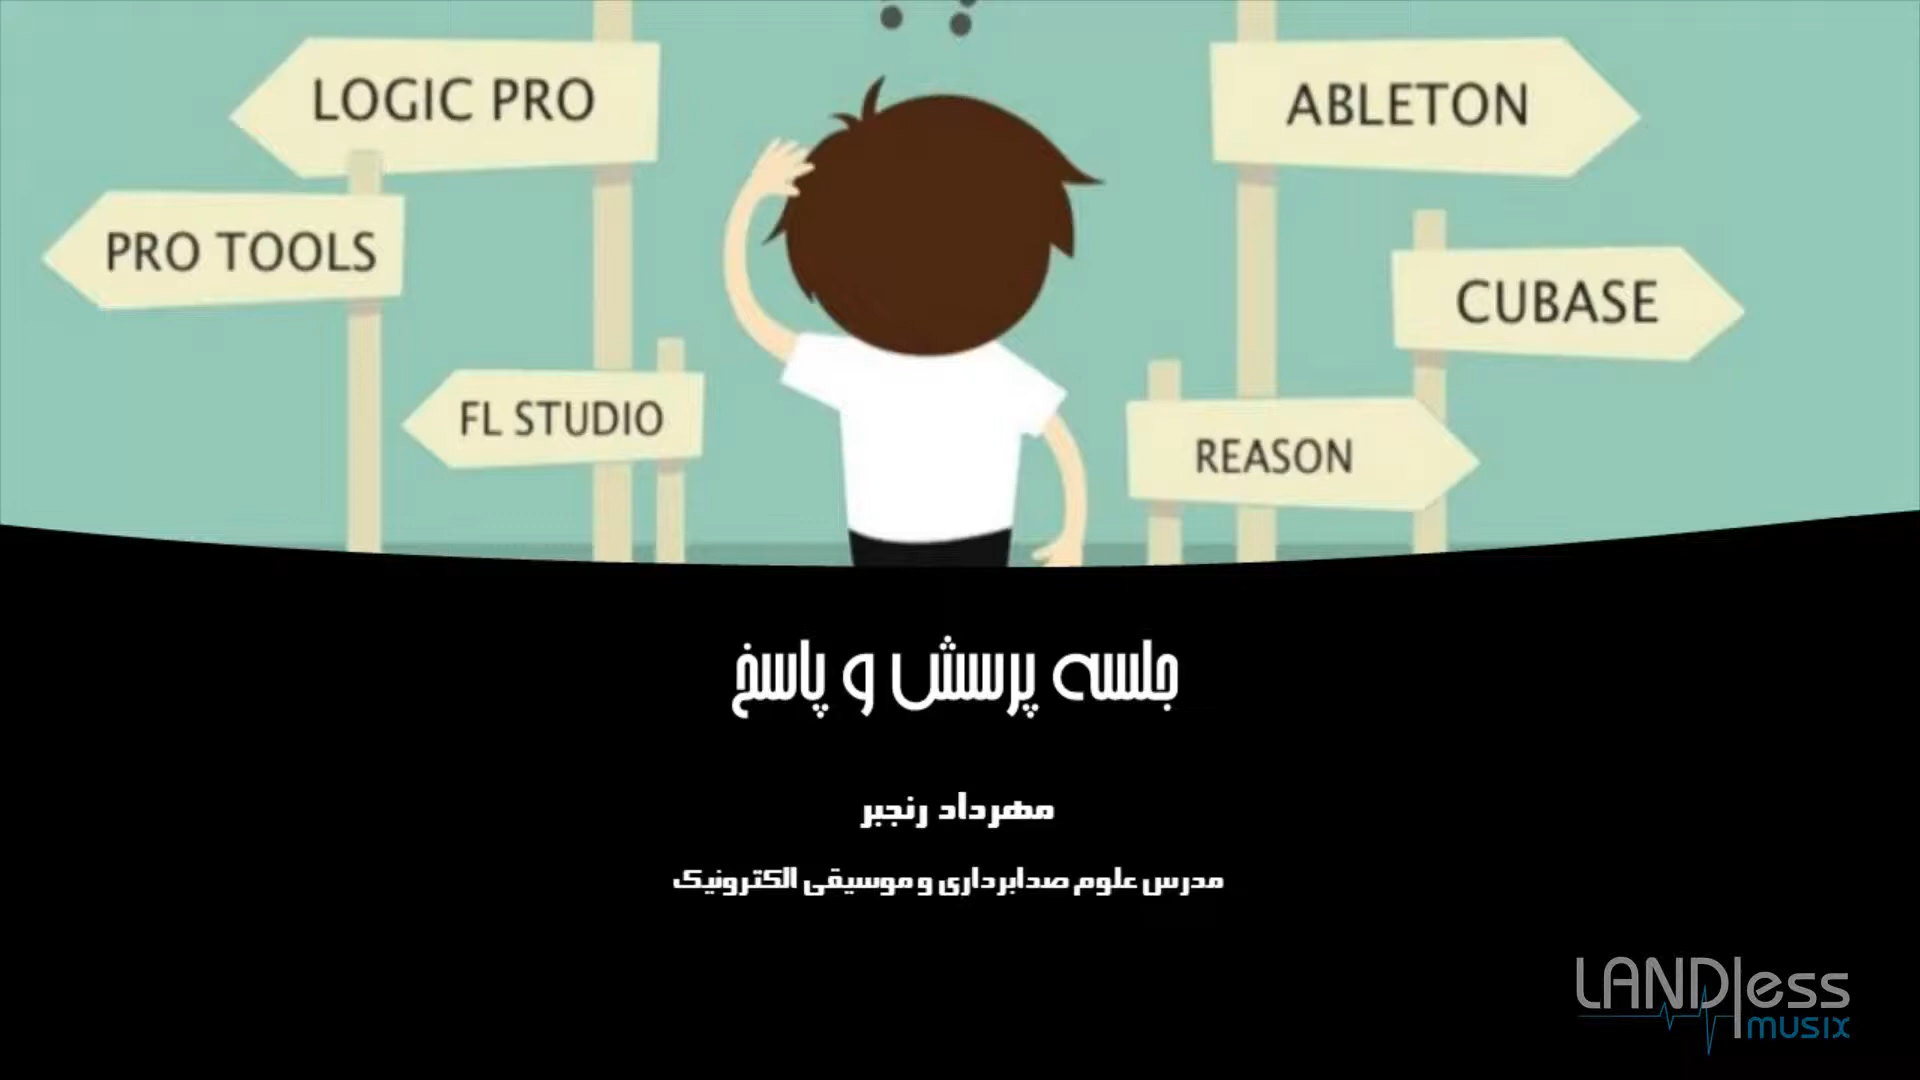 LOGIC PRO
ABLETON
PRO TOOLS
CUBASE
FL STUDIO
REASON
جلسه پرسش و پاسخ
مهرداد رنجبر
مدرس علوم صدابرداری و موسیقی الکترونیک
LANDless
musix